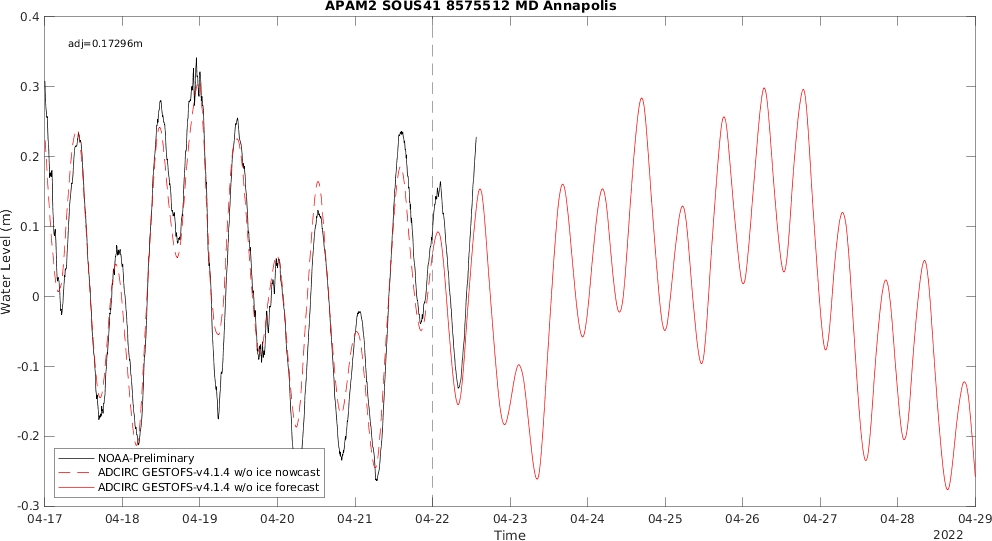 APAM2 SOUS41 8575512 MD Annapolis
adj=0.17296m
0.4
0.3
0.2
0.1
0
-0.1
-0.2
-0.3
Water Level (m)
NOAA-Preliminary
ADCIRC GESTOFS-v4.1.4 w/o ice nowcast
ADCIRC GESTOFS-v4.1.4 w/o ice forecast
04-17 04-18 04-19 04-20 04-21 04-22 04-23 04-24 04-25 04-26 04-27 04-28 04-29
Time
2022